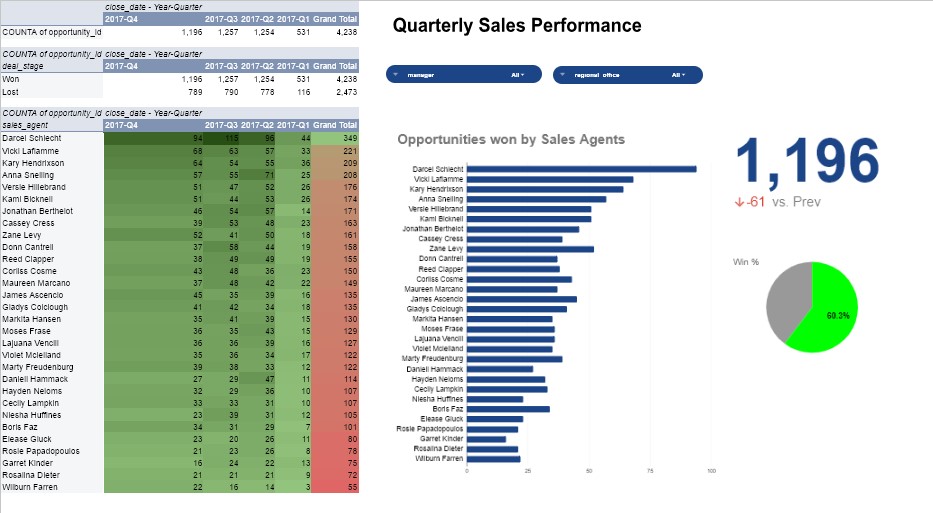 close_date - Year-Quarter
2017-Q4 2017-Q3 2017-Q2 2017-Q1 Grand Total
COUNTA of opportunity_id 1,196 1,257 1,254 531 4,238
COUNTA of opportunity_id close_date - Year-Quarter
deal_stage 2017-Q4 2017-Q3 2017-Q2 2017-Q1 Grand Total
Won 1,196 1,257 1,254 531 4,238
Lost 789 790 778 116 2,473
COUNTA of opportunity_id close_date - Year-Quarter
sales_agent 2017-Q4 2017-Q3 2017-Q2 2017-Q1 Grand Total
Darcel Schlecht 94 115 96 44 349
Vicki Laflamme 68 63 57 33 221
Kary Hendrixson 64 54 55 36 209
Anna Snelling 57 55 71 25 208
Versie Hillebrand 51 47 52 26 176
Kami Bicknell 51 44 53 26 174
Jonathan Berthelot 46 54 57 14 171
Cassey Cress 39 53 48 23 163
Zane Levy 52 41 50 18 161
Donn Cantrell 37 58 44 19 158
Reed Clapper 38 49 49 19 155
Corliss Cosme 43 48 36 23 150
Maureen Marcano 37 48 42 22 149
James Ascencio 45 35 39 16 135
Gladys Colclough 41 42 34 18 135
Markita Hansen 35 41 39 15 130
Moses Frase 36 35 43 15 129
Lajuana Vencill 36 36 39 16 127
Violet Mclelland 35 36 34 17 122
Marty Freudenburg 39 38 33 12 122
Daniell Hammack 27 29 47 11 114
Hayden Neloms 32 29 36 10 107
Cecily Lampkin 33 33 31 10 107
Niesha Huffines 23 39 31 12 105
Boris Faz 34 31 29 7 101
Elease Gluck 23 20 26 11 80
Rosie Papadopoulos 21 23 26 8 78
Garret Kinder 16 24 22 13 75
Rosalina Dieter 21 21 21 9 72
Wilburn Farren 22 16 14 3 55
Quarterly Sales Performance
manager All
regional_office All
Opportunities won by Sales Agents
Darcel Schlecht
Vicki Laflamme
Kary Hendrixson
Anna Snelling
Versie Hillebrand
Kami Bicknell
Jonathan Berthelot
Cassey Cress
Zane Levy
Donn Cantrell
Reed Clapper
Corliss Cosme
Maureen Marcano
James Ascencio
Gladys Colclough
Markita Hansen
Moses Frase
Lajuana Vencill
Violet Mclelland
Marty Freudenburg
Daniell Hammack
Hayden Neloms
Cecily Lampkin
Niesha Huffines
Boris Faz
Elease Gluck
Rosie Papadopoulos
Garret Kinder
Rosalina Dieter
Wilburn Farren
0 25 50 75 100
1,196
-61 vs. Prev
Win %
60.3%